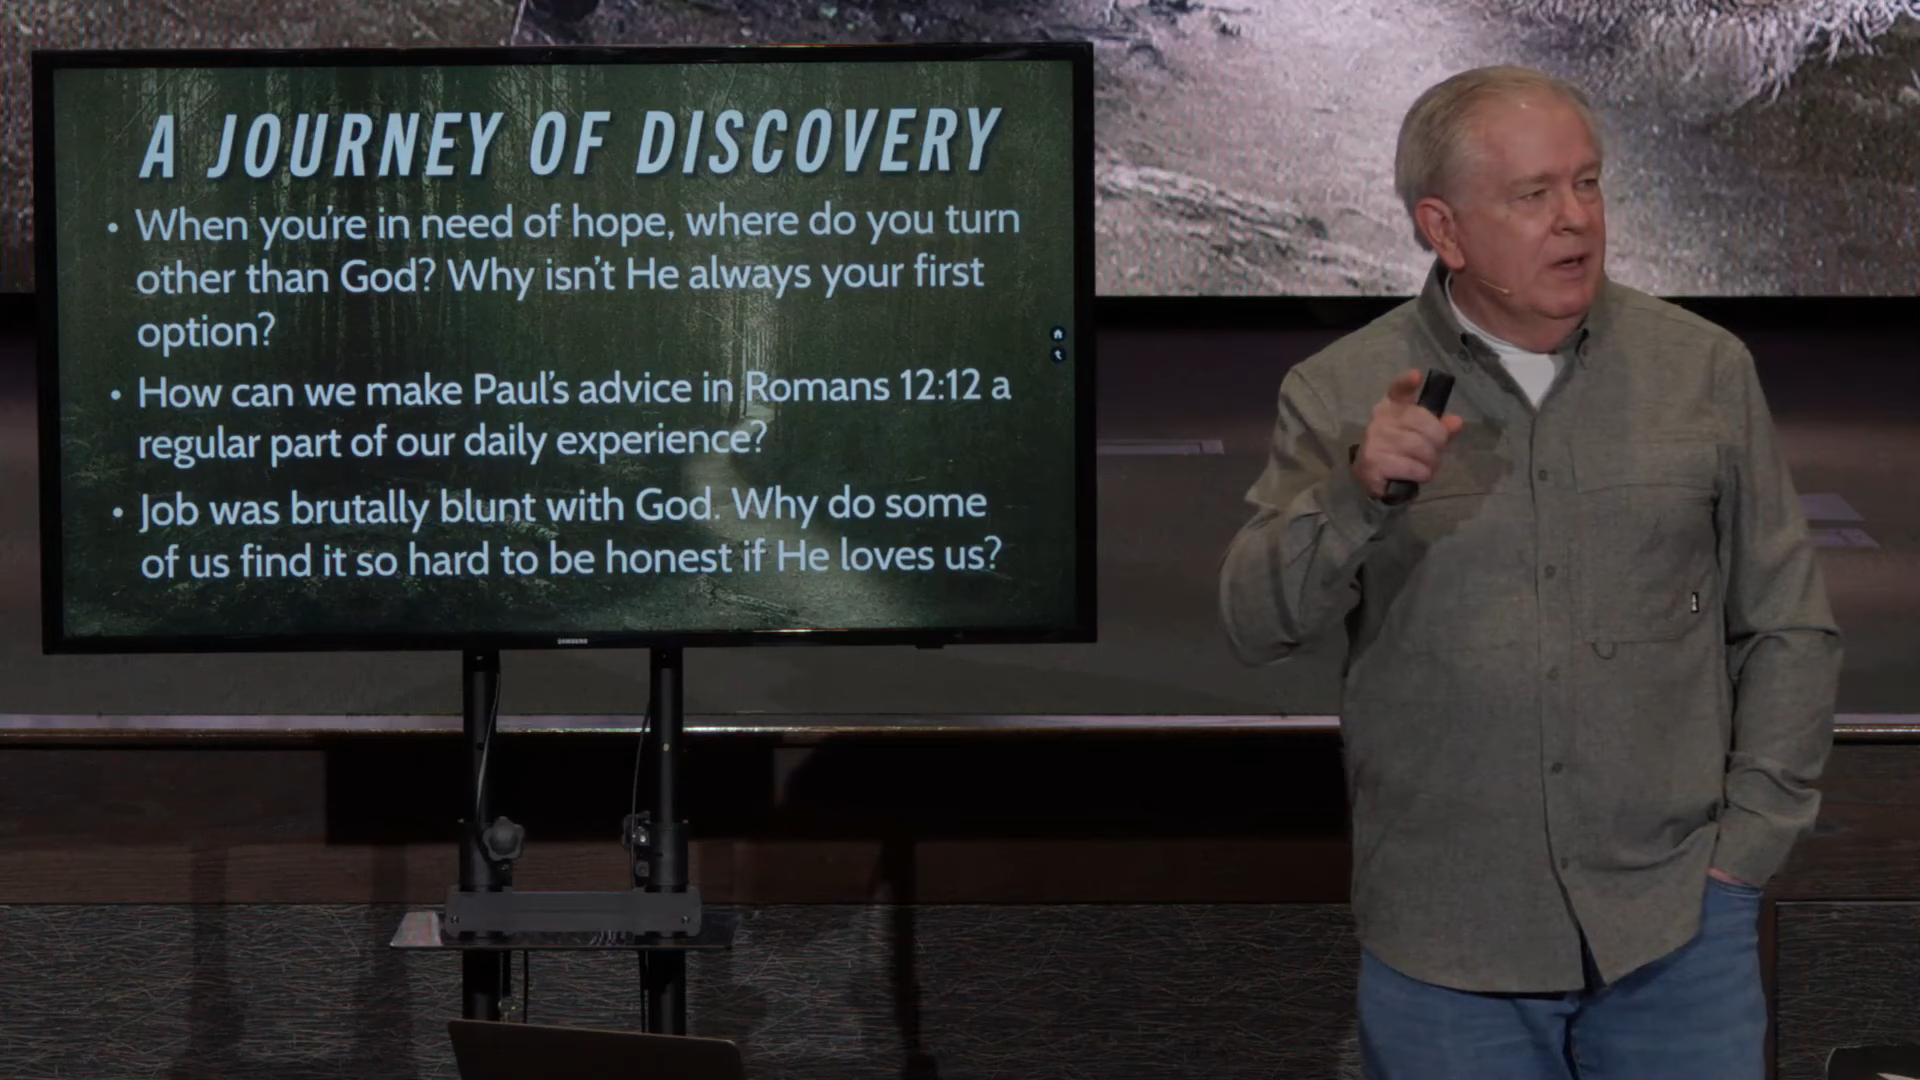 A JOURNEY OF DISCOVERY
• When you're in need of hope, where do you turn
other than God? Why isn't He always your first
option?
• How can we make Paul's advice in Romans 12:12 a
regular part of our daily experience?
• Job was brutally blunt with God. Why do some
of us find it so hard to be honest if He loves us?
SAMSUNG